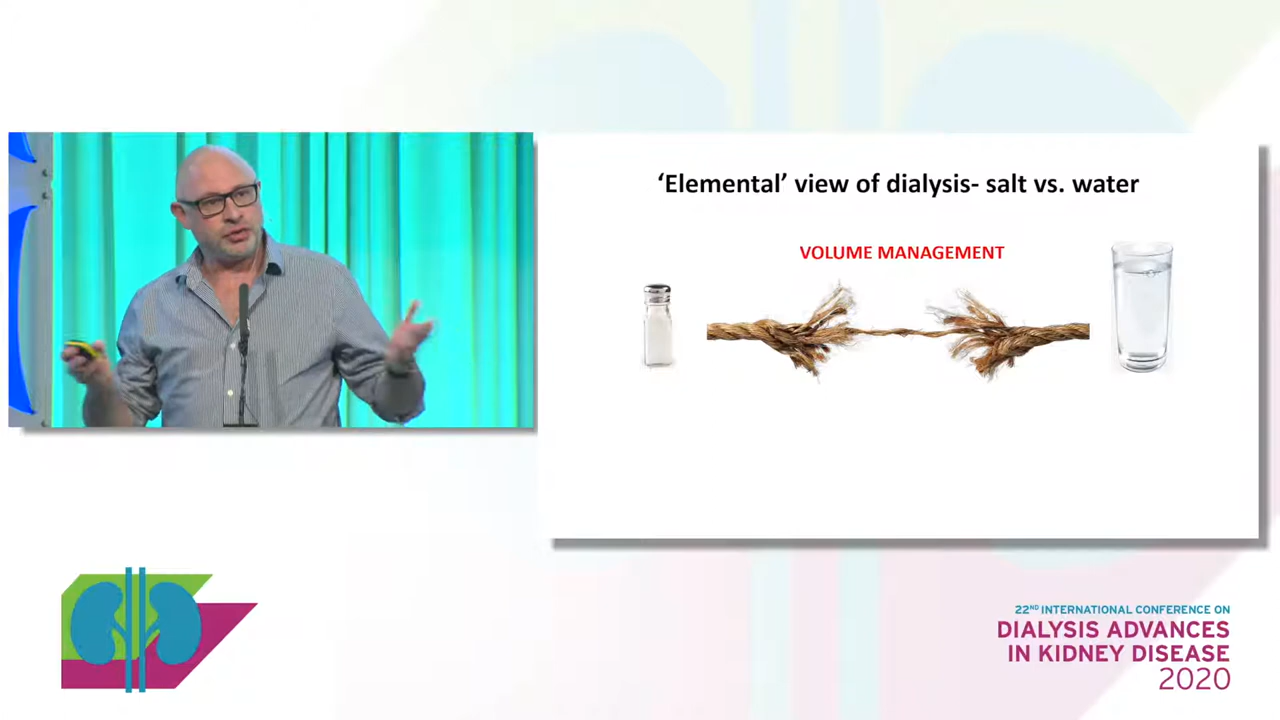 ‘Elemental’ view of dialysis- salt vs. water
VOLUME MANAGEMENT
22ND INTERNATIONAL CONFERENCE ON
DIALYSIS ADVANCES
IN KIDNEY DISEASE
2020